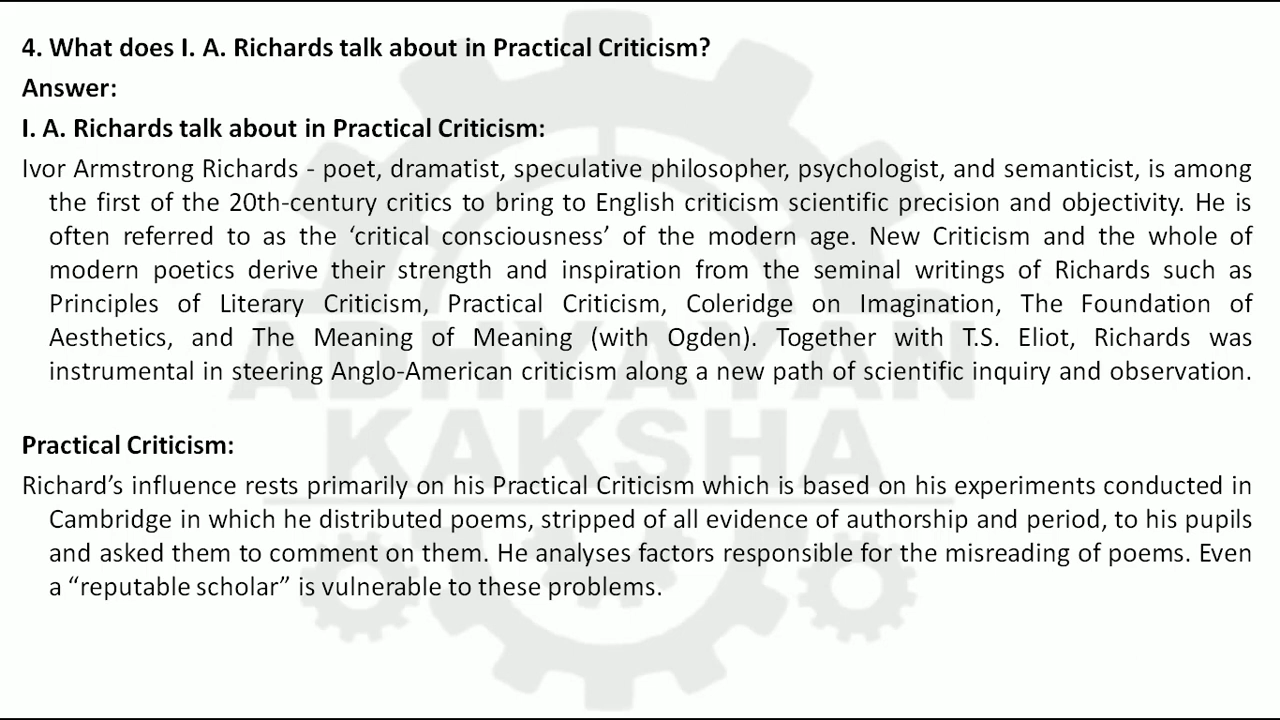 4. What does I. A. Richards talk about in Practical Criticism?
Answer:
I. A. Richards talk about in Practical Criticism:
Ivor Armstrong Richards - poet, dramatist, speculative philosopher, psychologist, and semanticist, is among
the first of the 20th-century critics to bring to English criticism scientific precision and objectivity. He is
often referred to as the ‘critical consciousness’ of the modern age. New Criticism and the whole of
modern poetics derive their strength and inspiration from the seminal writings of Richards such as
Principles of Literary Criticism, Practical Criticism, Coleridge on Imagination, The Foundation of
Aesthetics, and The Meaning of Meaning (with Ogden). Together with T.S. Eliot, Richards was
instrumental in steering Anglo-American criticism along a new path of scientific inquiry and observation.
Practical Criticism:
Richard’s influence rests primarily on his Practical Criticism which is based on his experiments conducted in
Cambridge in which he distributed poems, stripped of all evidence of authorship and period, to his pupils
and asked them to comment on them. He analyses factors responsible for the misreading of poems. Even
a “reputable scholar” is vulnerable to these problems.
ADHYAYAN
KAKSHA